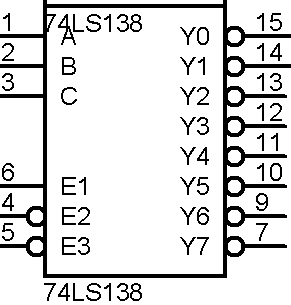 74LS138
1 A Y0 15
2 B Y1 14
3 C Y2 13
Y3 12
Y4 11
6 E1 Y5 10
4 E2 Y6 9
5 E3 Y7 7
74LS138